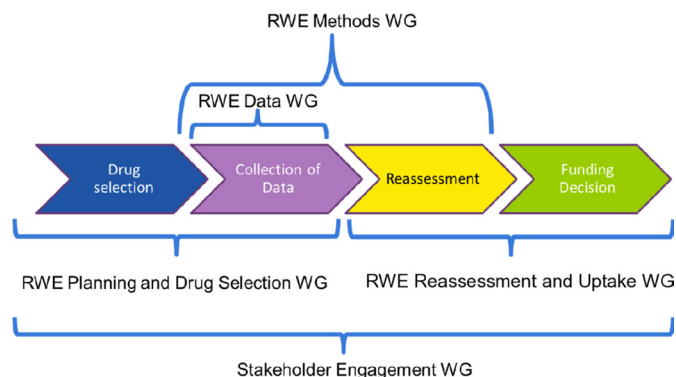 RWE Methods WG
RWE Data WG
Drug
selection
Collection of
Data
Reassessment
Funding
Decision
RWE Planning and Drug Selection WG
RWE Reassessment and Uptake WG
Stakeholder Engagement WG